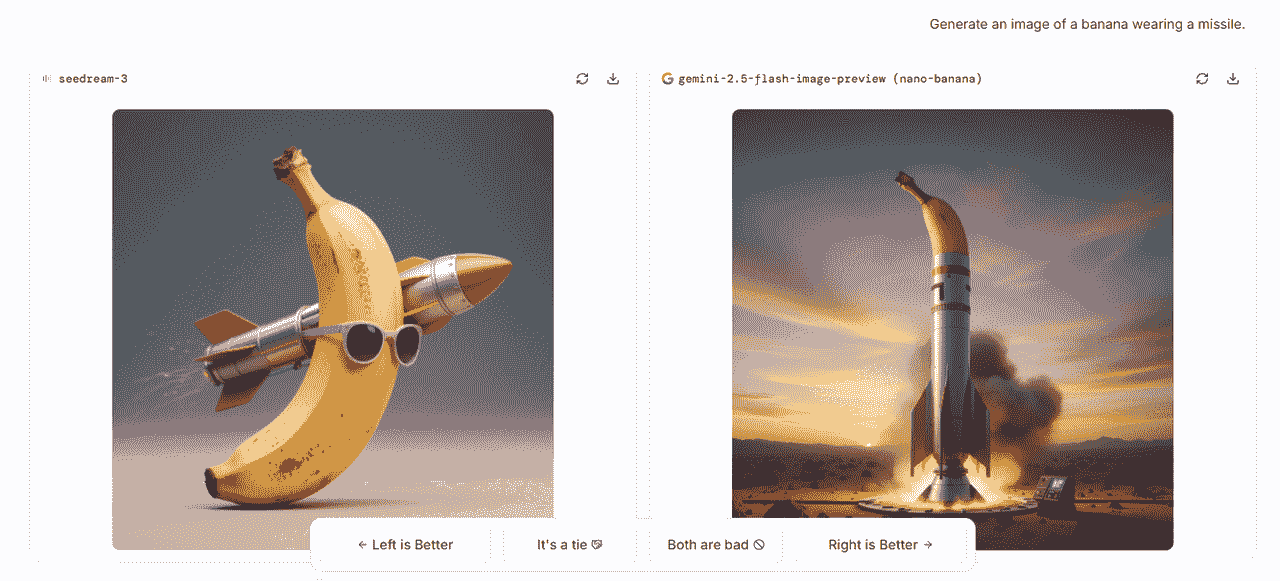 Generate an image of a banana wearing a missile.
seedream-3
gemini-2.5-flash-image-preview (nano-banana)
← Left is Better
It's a tie
Both are bad
Right is Better →